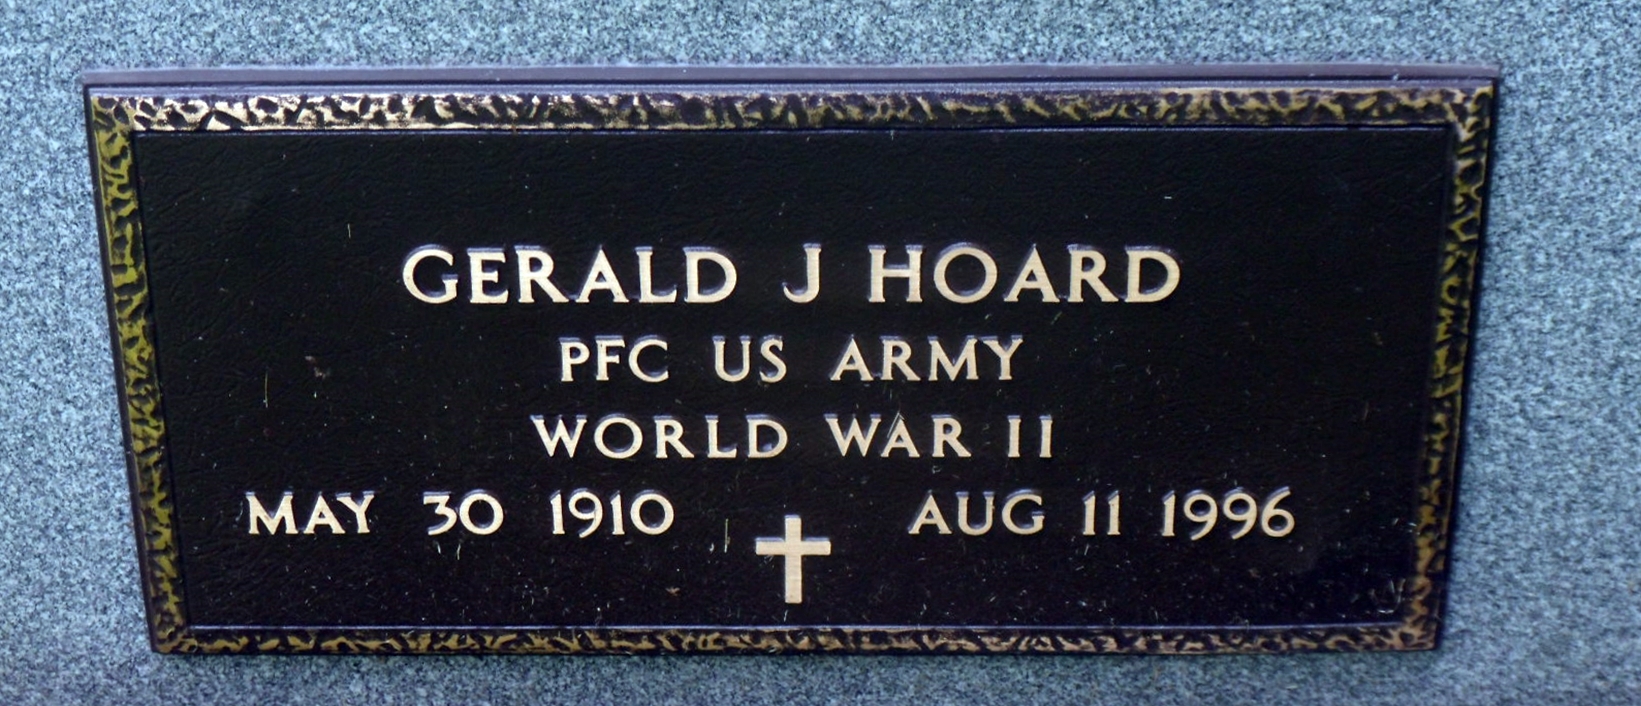 GERALD J HOARD
PFC US ARMY
WORLD WAR II
MAY 30 1910 AUG 11 1996